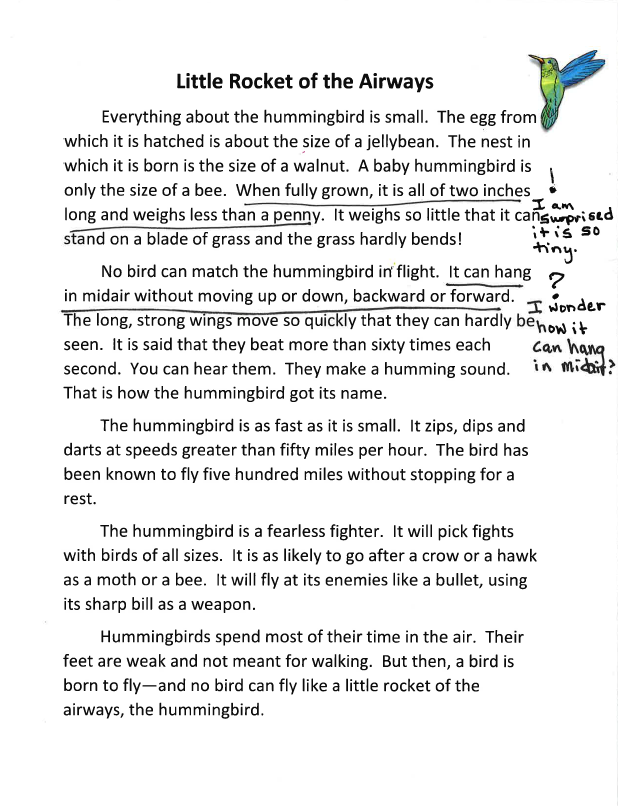 Little Rocket of the Airways
Everything about the hummingbird is small. The egg from
which it is hatched is about the size of a jellybean. The nest in
which it is born is the size of a walnut. A baby hummingbird is
only the size of a bee. When fully grown, it is all of two inches
long and weighs less than a penny. It weighs so little that it can
stand on a blade of grass and the grass hardly bends!
!
I am
surprised
it is so
tiny.
No bird can match the hummingbird in flight. It can hang
in midair without moving up or down, backward or forward.
The long, strong wings move so quickly that they can hardly be
seen. It is said that they beat more than sixty times each
second. You can hear them. They make a humming sound.
That is how the hummingbird got its name.
?
I wonder
how it
can hang
in midair?
The hummingbird is as fast as it is small. It zips, dips and
darts at speeds greater than fifty miles per hour. The bird has
been known to fly five hundred miles without stopping for a
rest.
The hummingbird is a fearless fighter. It will pick fights
with birds of all sizes. It is as likely to go after a crow or a hawk
as a moth or a bee. It will fly at its enemies like a bullet, using
its sharp bill as a weapon.
Hummingbirds spend most of their time in the air. Their
feet are weak and not meant for walking. But then, a bird is
born to fly—and no bird can fly like a little rocket of the
airways, the hummingbird.